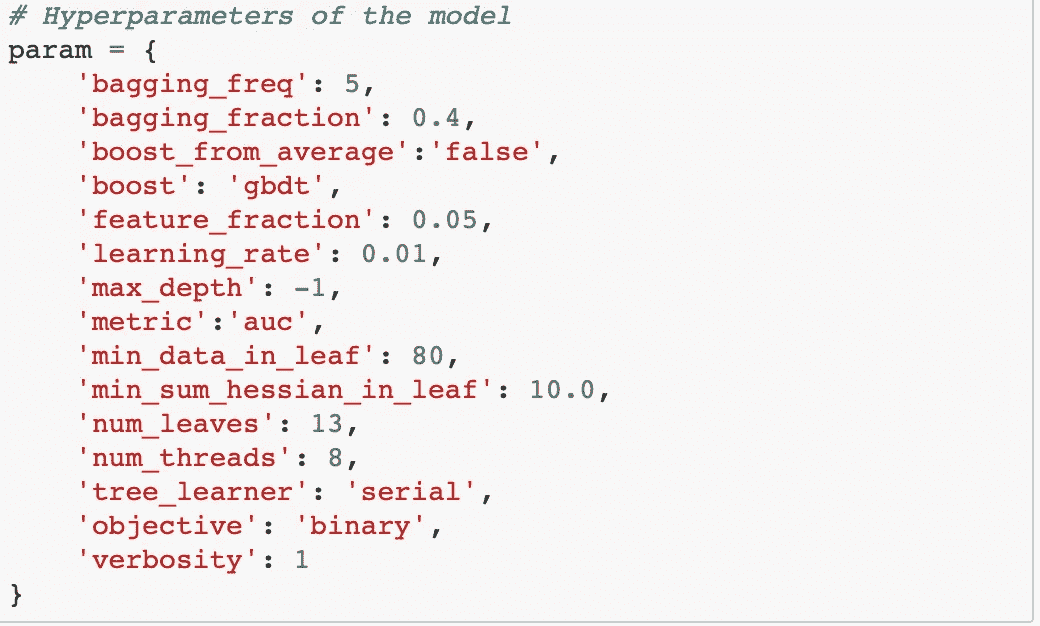 # Hyperparameters of the model
param = {
    'bagging_freq': 5,
    'bagging_fraction': 0.4,
    'boost_from_average':'false',
    'boost': 'gbdt',
    'feature_fraction': 0.05,
    'learning_rate': 0.01,
    'max_depth': -1,
    'metric':'auc',
    'min_data_in_leaf': 80,
    'min_sum_hessian_in_leaf': 10.0,
    'num_leaves': 13,
    'num_threads': 8,
    'tree_learner': 'serial',
    'objective': 'binary',
    'verbosity': 1
}